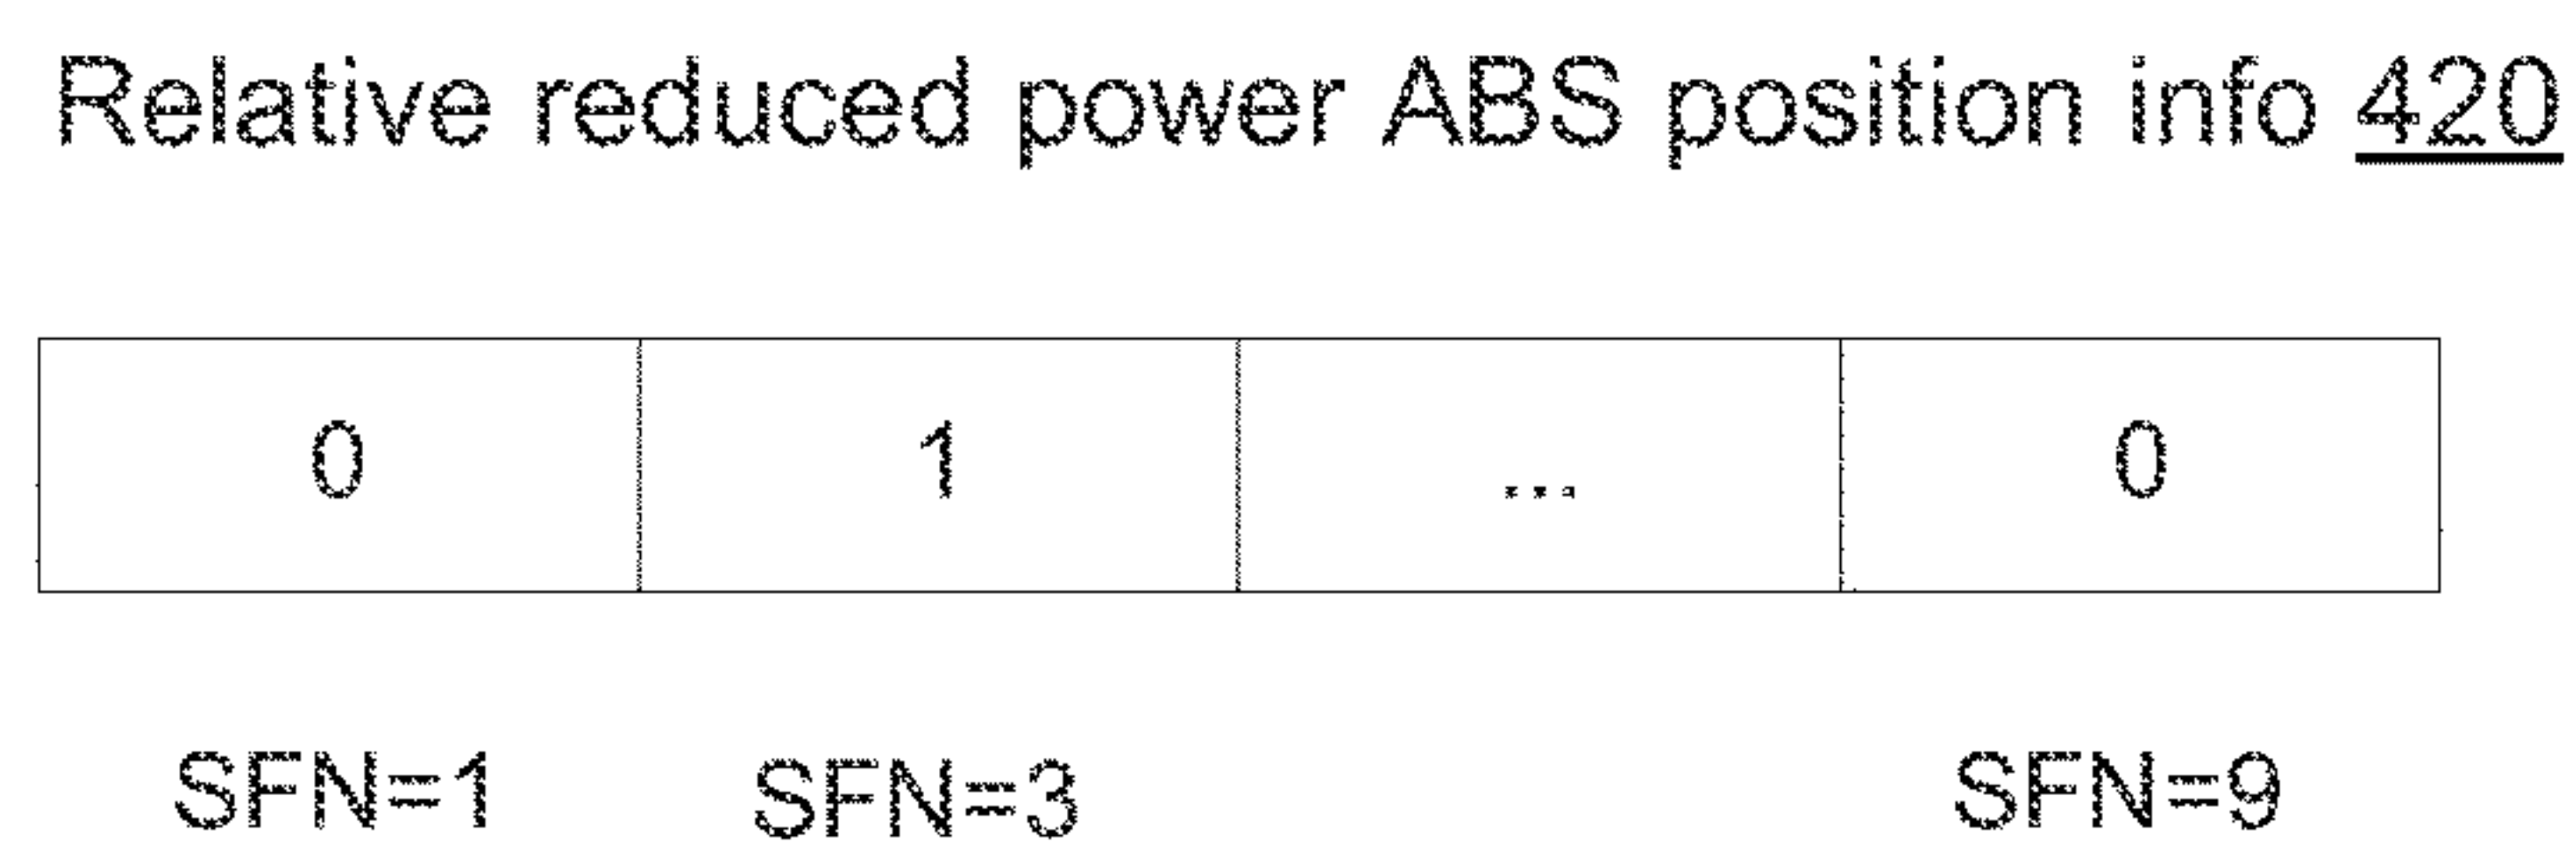 Relative reduced power ABS position info 420
0 1 ... 0
SFN=1 SFN=3 SFN=9